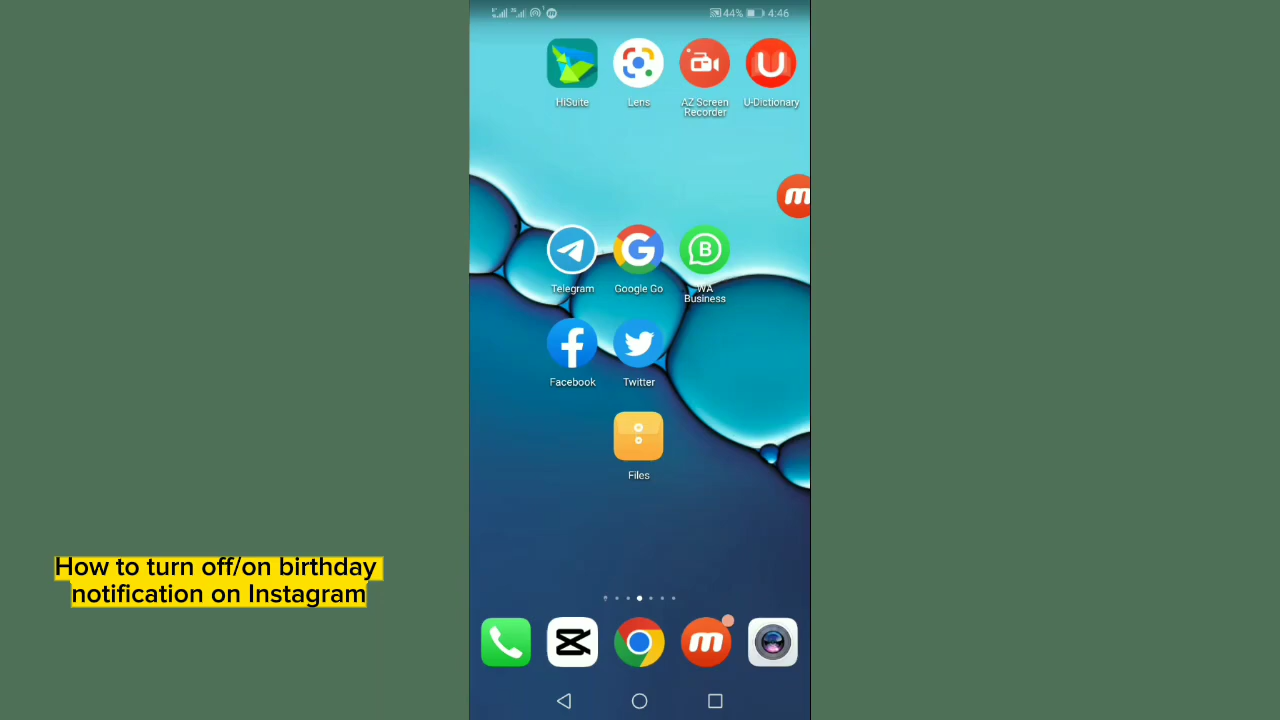 44% 4:46
HiSuite Lens AZ Screen Recorder U-Dictionary
m
Telegram Google Go WA Business
B
Facebook Twitter
Files
How to turn off/on birthday
notification on Instagram